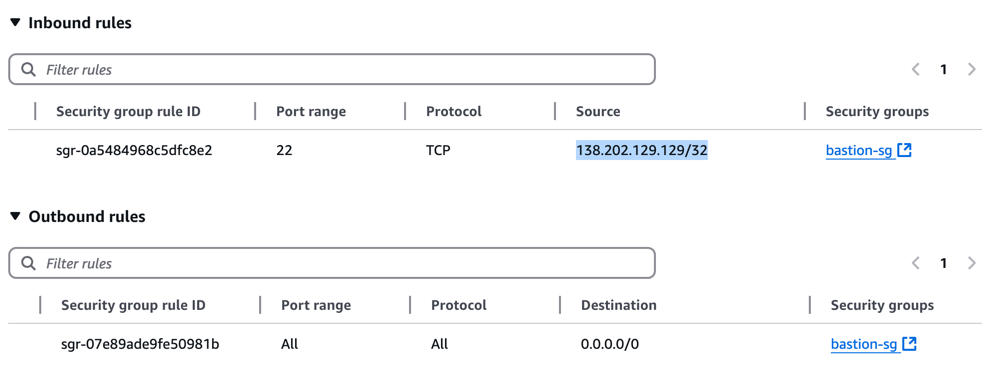 Inbound rules
Filter rules
1
Security group rule ID Port range Protocol Source Security groups
sgr-0a5484968c5dfc8e2 22 TCP 138.202.129.129/32 bastion-sg
Outbound rules
Filter rules
1
Security group rule ID Port range Protocol Destination Security groups
sgr-07e89ade9fe50981b All All 0.0.0.0/0 bastion-sg